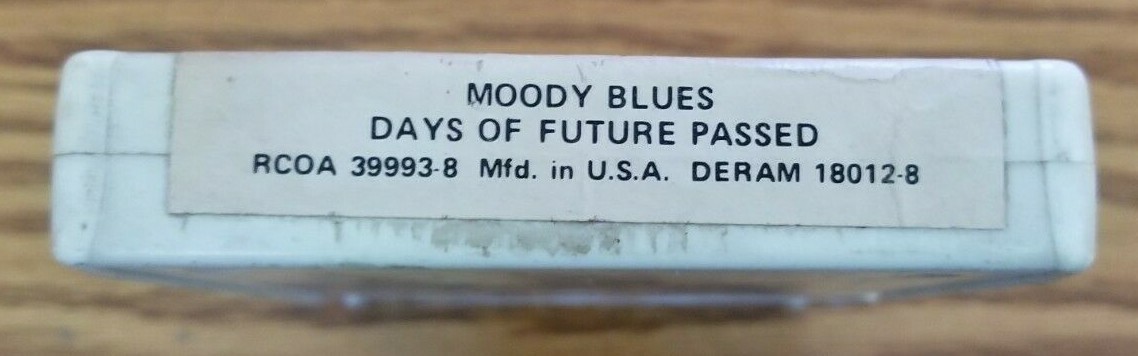 MOODY BLUES
DAYS OF FUTURE PASSED
RCOA 39993-8 Mfd. in U.S.A. DERAM 18012-8